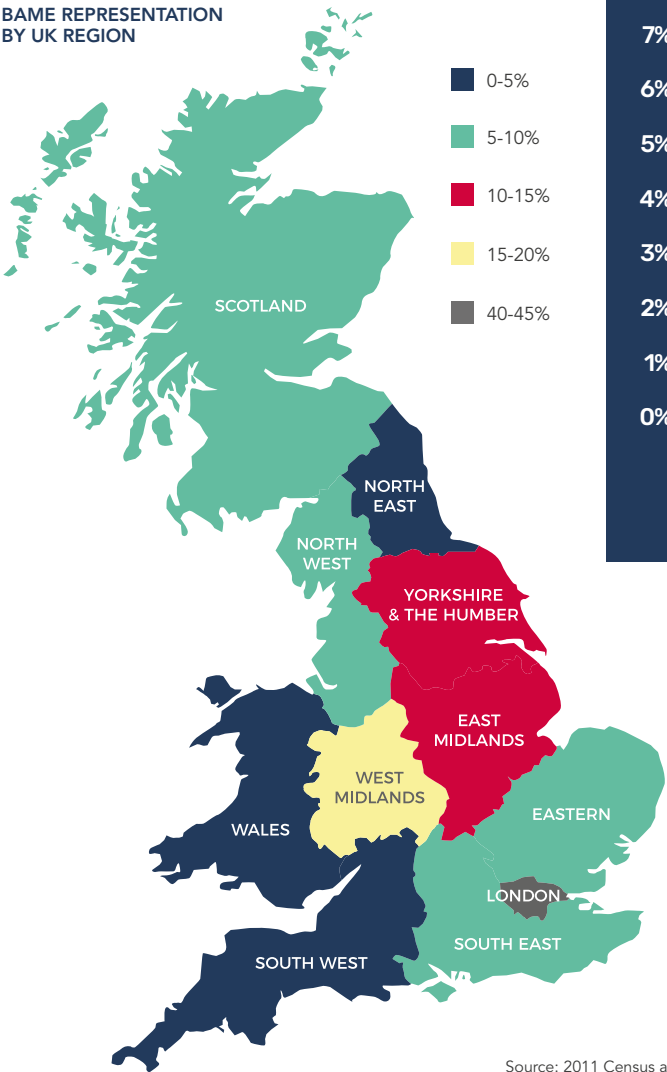 BAME REPRESENTATION
BY UK REGION
0-5%
5-10%
10-15%
15-20%
40-45%
7%
6%
5%
4%
3%
2%
1%
0%
SCOTLAND
NORTH
EAST
NORTH
WEST
YORKSHIRE
& THE HUMBER
EAST
MIDLANDS
WEST
MIDLANDS
WALES
EASTERN
LONDON
SOUTH EAST
SOUTH WEST
Source: 2011 Census a